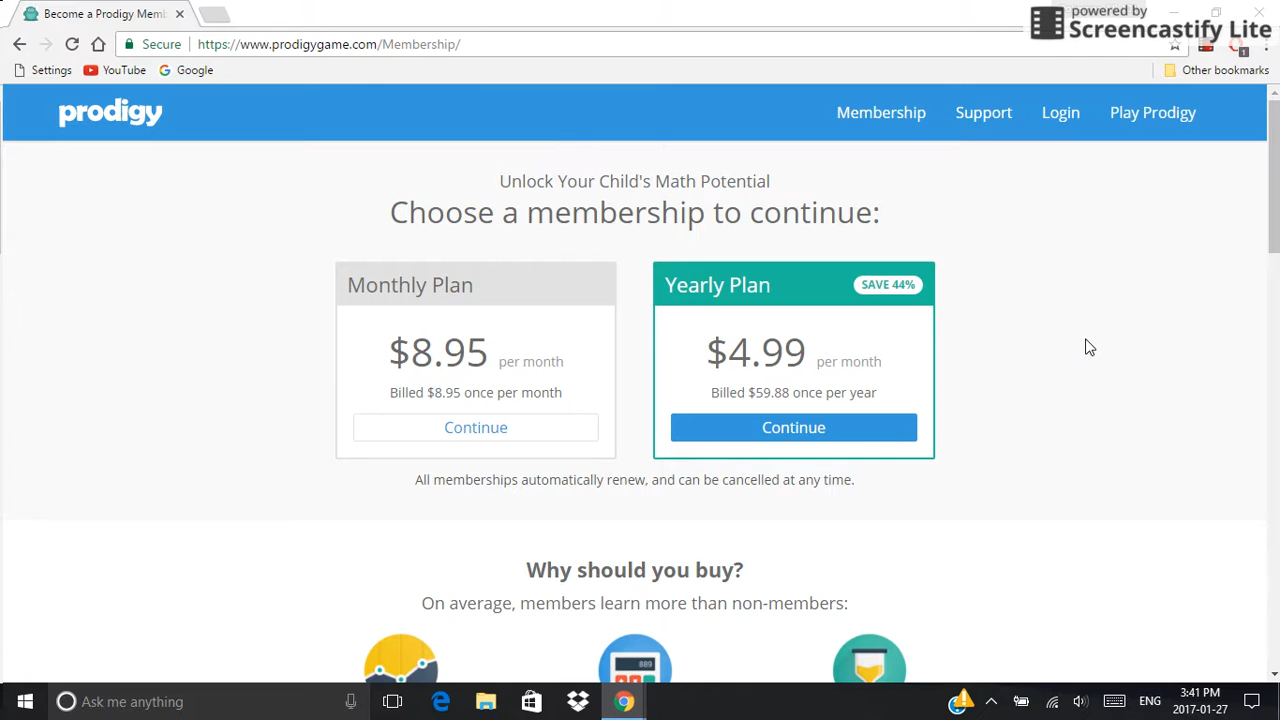 Become a Prodigy Mem
powered by
Screencastify Lite
Secure
https://www.prodigygame.com/Membership/
1
Settings
YouTube
Google
Other bookmarks
prodigy
Membership
Support
Login
Play Prodigy
Unlock Your Child's Math Potential
Choose a membership to continue:
Monthly Plan
$8.95 per month
Billed $8.95 once per month
Continue
Yearly Plan
SAVE 44%
$4.99 per month
Billed $59.88 once per year
Continue
All memberships automatically renew, and can be cancelled at any time.
Why should you buy?
On average, members learn more than non-members:
889
Ask me anything
ENG
3:41 PM
2017-01-27